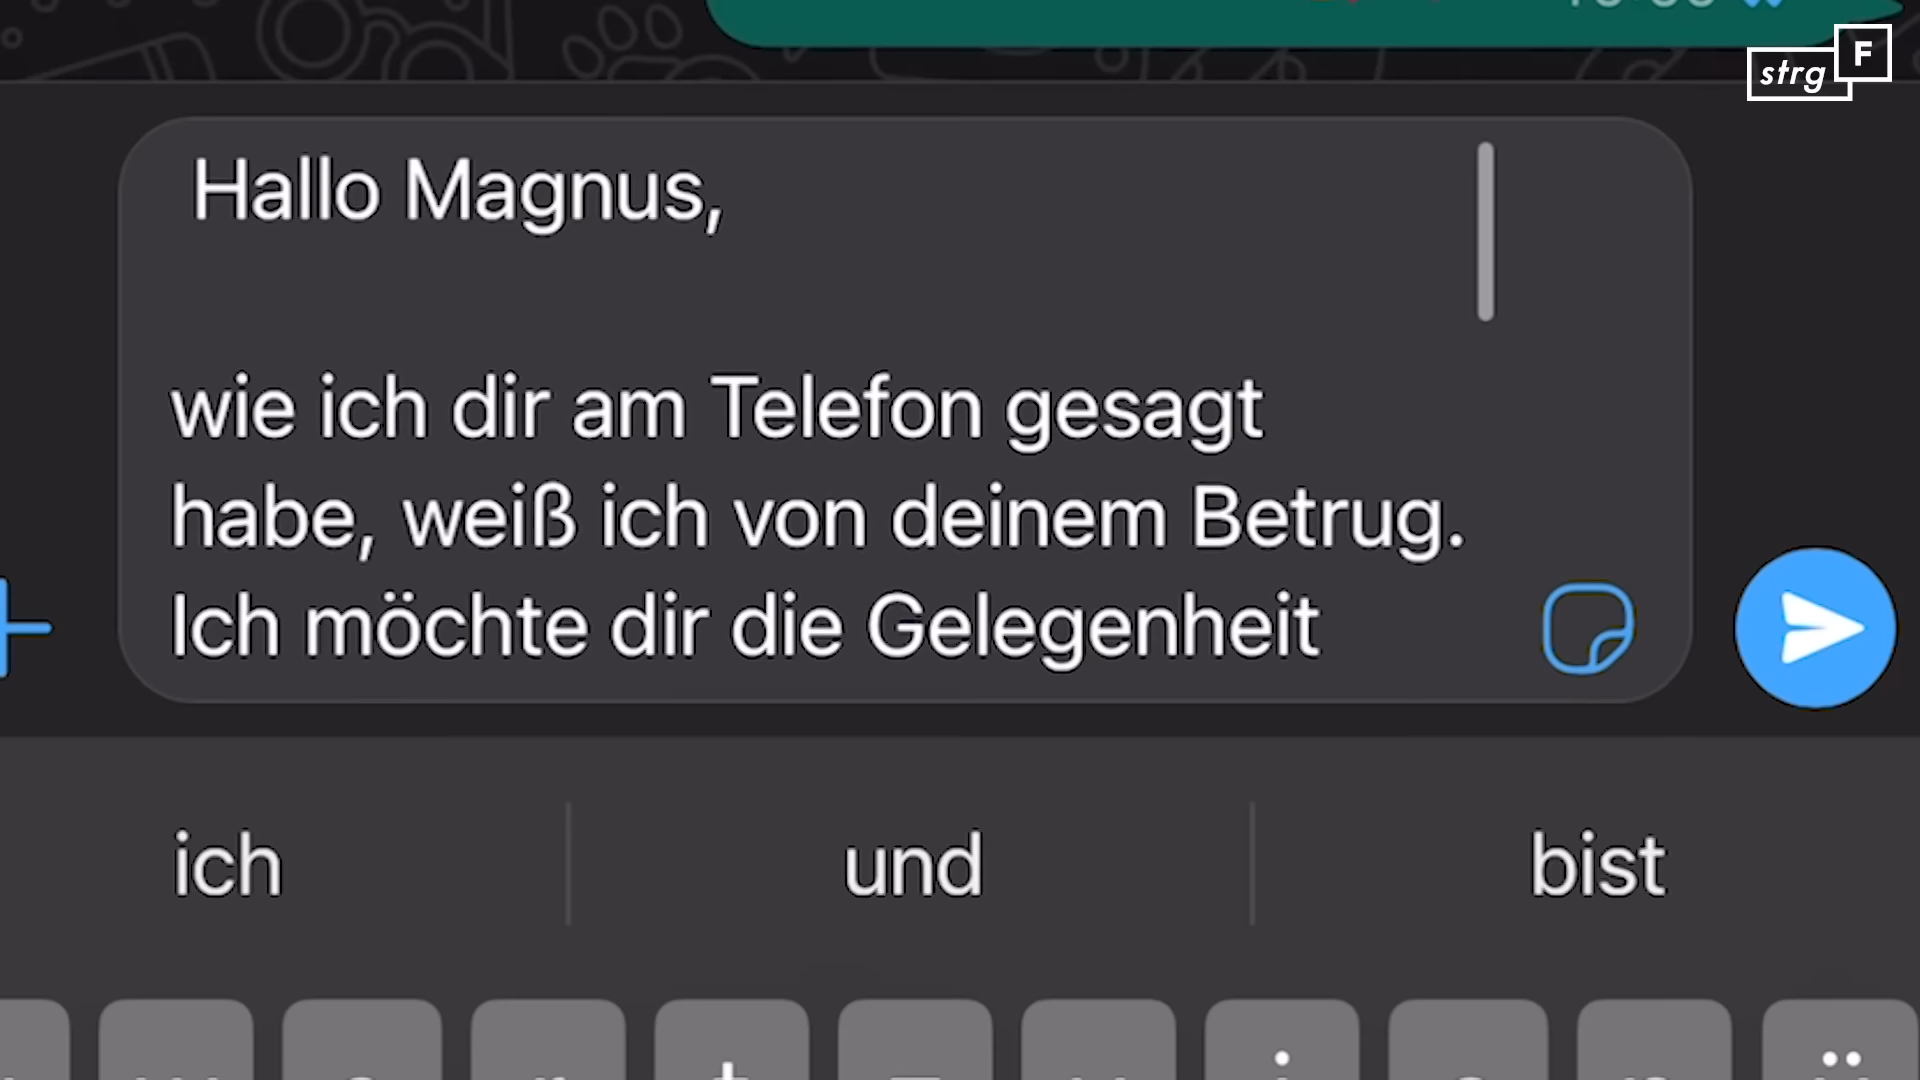 strg F
Hallo Magnus,
wie ich dir am Telefon gesagt
habe, weiß ich von deinem Betrug.
Ich möchte dir die Gelegenheit
ich und bist